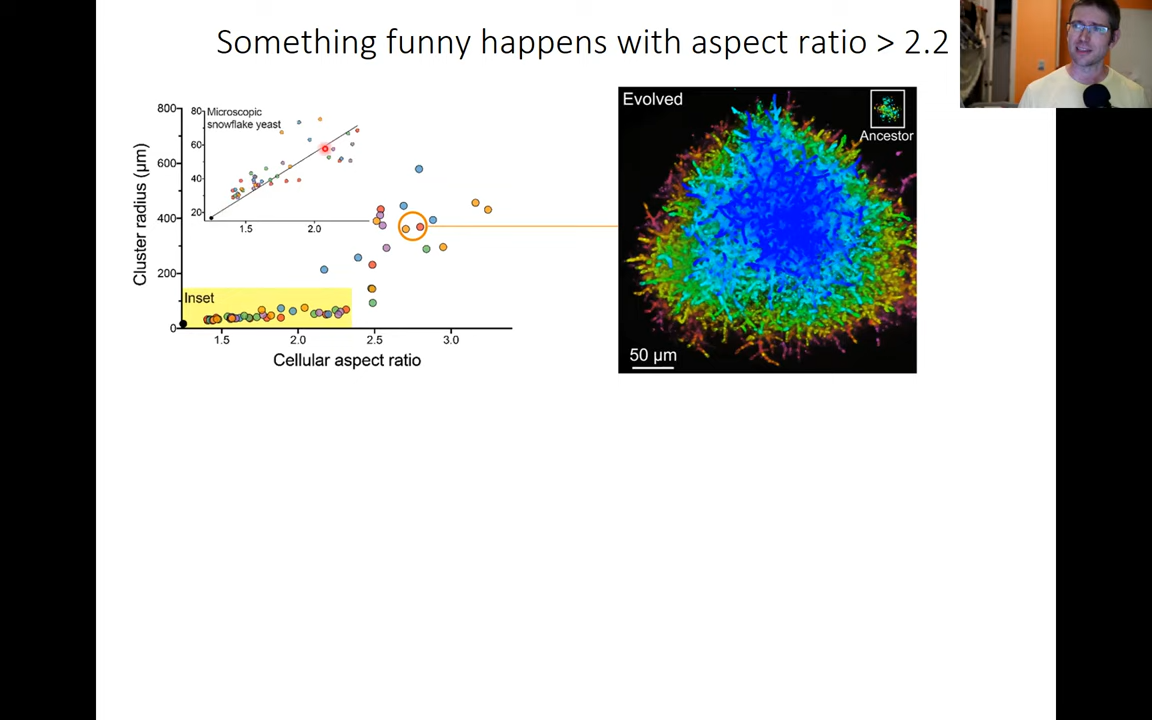 Something funny happens with aspect ratio > 2.2
800
600
400
200
0
Cluster radius (µm)
80
60
40
20
Microscopic
snowflake yeast
1.5
2.0
Inset
1.5
2.0
2.5
3.0
Cellular aspect ratio
Evolved
Ancestor
50 µm